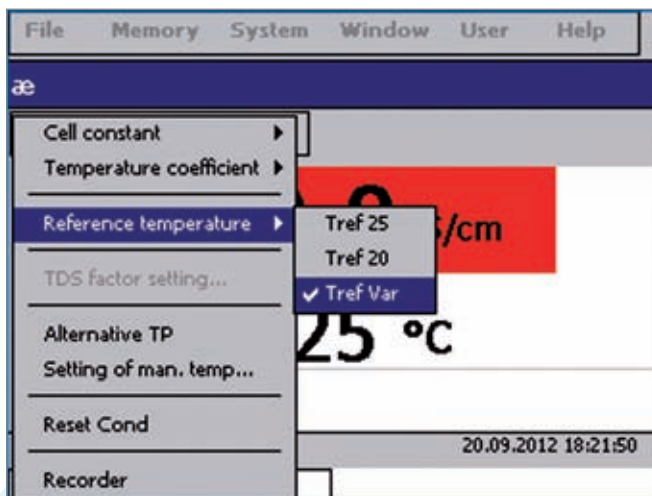 File Memory System Window User Help
æ
Cell constant
Temperature coefficient
/cm
Reference temperature
Tref 25
Tref 20
✓ Tref Var
TDS factor setting...
25 °C
Alternative TP
Setting of man. temp...
Reset Cond
20.09.2012 18:21:50
Recorder